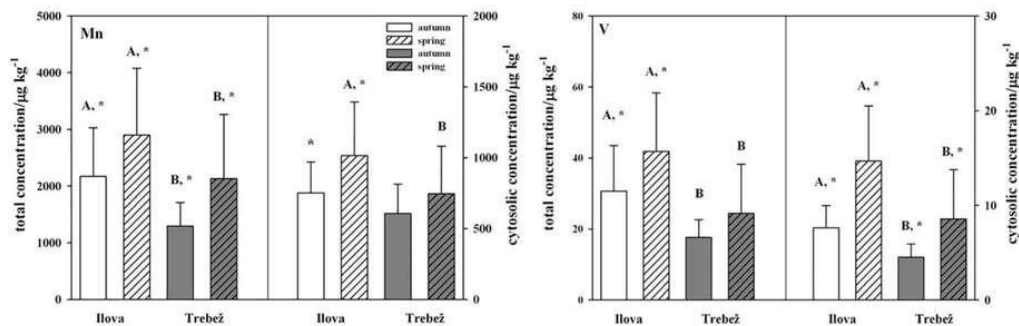 5000
4000
3000
2000
1000
0
total concentration/µg kg⁻¹
Mn
A, *
A, *
B, *
B, *
*
A, *
B
autumn
spring
autumn
spring
2000
1500
1000
500
0
cytosolic concentration/µg kg⁻¹
Ilova
Trebež
Ilova
Trebež
80
60
40
20
0
total concentration/µg kg⁻¹
V
A, *
A, *
B
B
A, *
A, *
B, *
B, *
30
20
10
0
cytosolic concentration/µg kg⁻¹
Ilova
Trebež
Ilova
Trebež